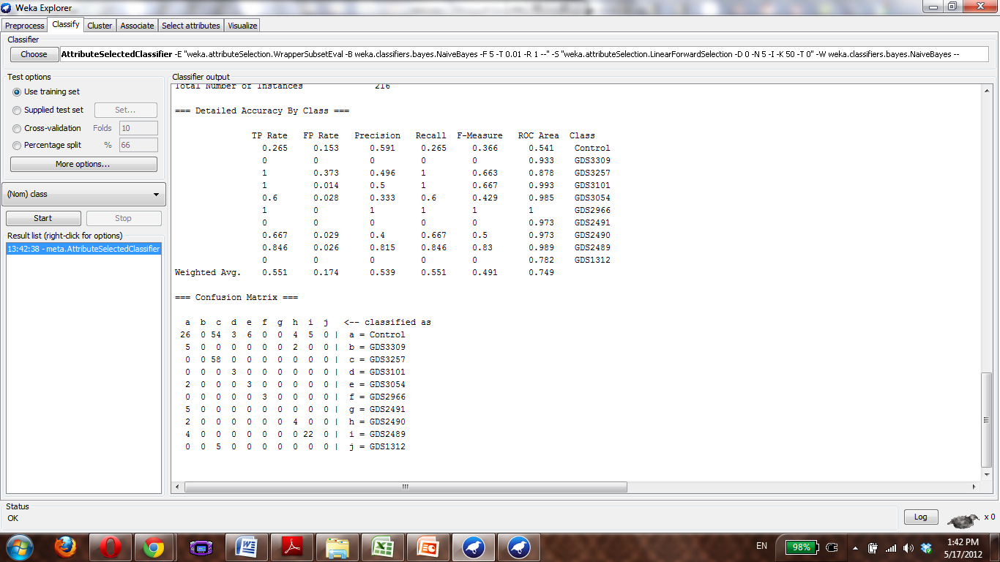 Weka Explorer
Preprocess Classify Cluster Associate Select attributes Visualize
Classifier
Choose AttributeSelectedClassifier -E "weka.attributeSelection.WrapperSubsetEval -B weka.classifiers.bayes.NaiveBayes -F 5 -T 0.01 -R 1 --" -S "weka.attributeSelection.LinearForwardSelection -D 0 -N 5 -I -K 50 -T 0" -W weka.classifiers.bayes.NaiveBayes --
Test options
Use training set
Supplied test set Set...
Cross-validation Folds 10
Percentage split % 66
More options...
(Nom) class
Start Stop
Result list (right-click for options)
13:42:38 - meta.AttributeSelectedClassifier
Classifier output
Total Number of Instances 216
=== Detailed Accuracy By Class ===
TP Rate FP Rate Precision Recall F-Measure ROC Area Class
0.265 0.153 0.591 0.265 0.366 0.541 Control
0 0 0 0 0 0.933 GDS3309
1 0.373 0.496 1 0.663 0.878 GDS3257
1 0.014 0.5 1 0.667 0.993 GDS3101
0.6 0.028 0.333 0.6 0.429 0.985 GDS3054
1 0 1 1 1 1 GDS2966
0 0 0 0 0 0.973 GDS2491
0.667 0.029 0.4 0.667 0.5 0.973 GDS2490
0.846 0.026 0.815 0.846 0.83 0.989 GDS2489
0 0 0 0 0 0.782 GDS1312
Weighted Avg. 0.551 0.174 0.539 0.551 0.491 0.749
=== Confusion Matrix ===
a b c d e f g h i j <-- classified as
26 0 54 3 6 0 0 4 5 0 | a = Control
5 0 0 0 0 0 0 2 0 0 | b = GDS3309
0 0 58 0 0 0 0 0 0 0 | c = GDS3257
0 0 0 3 0 0 0 0 0 0 | d = GDS3101
2 0 0 0 3 0 0 0 0 0 | e = GDS3054
0 0 0 0 0 3 0 0 0 0 | f = GDS2966
5 0 0 0 0 0 0 0 0 0 | g = GDS2491
2 0 0 0 0 0 0 4 0 0 | h = GDS2490
4 0 0 0 0 0 0 0 22 0 | i = GDS2489
0 0 5 0 0 0 0 0 0 0 | j = GDS1312
Status
OK
Log x 0
EN 98% 1:42 PM
5/17/2012